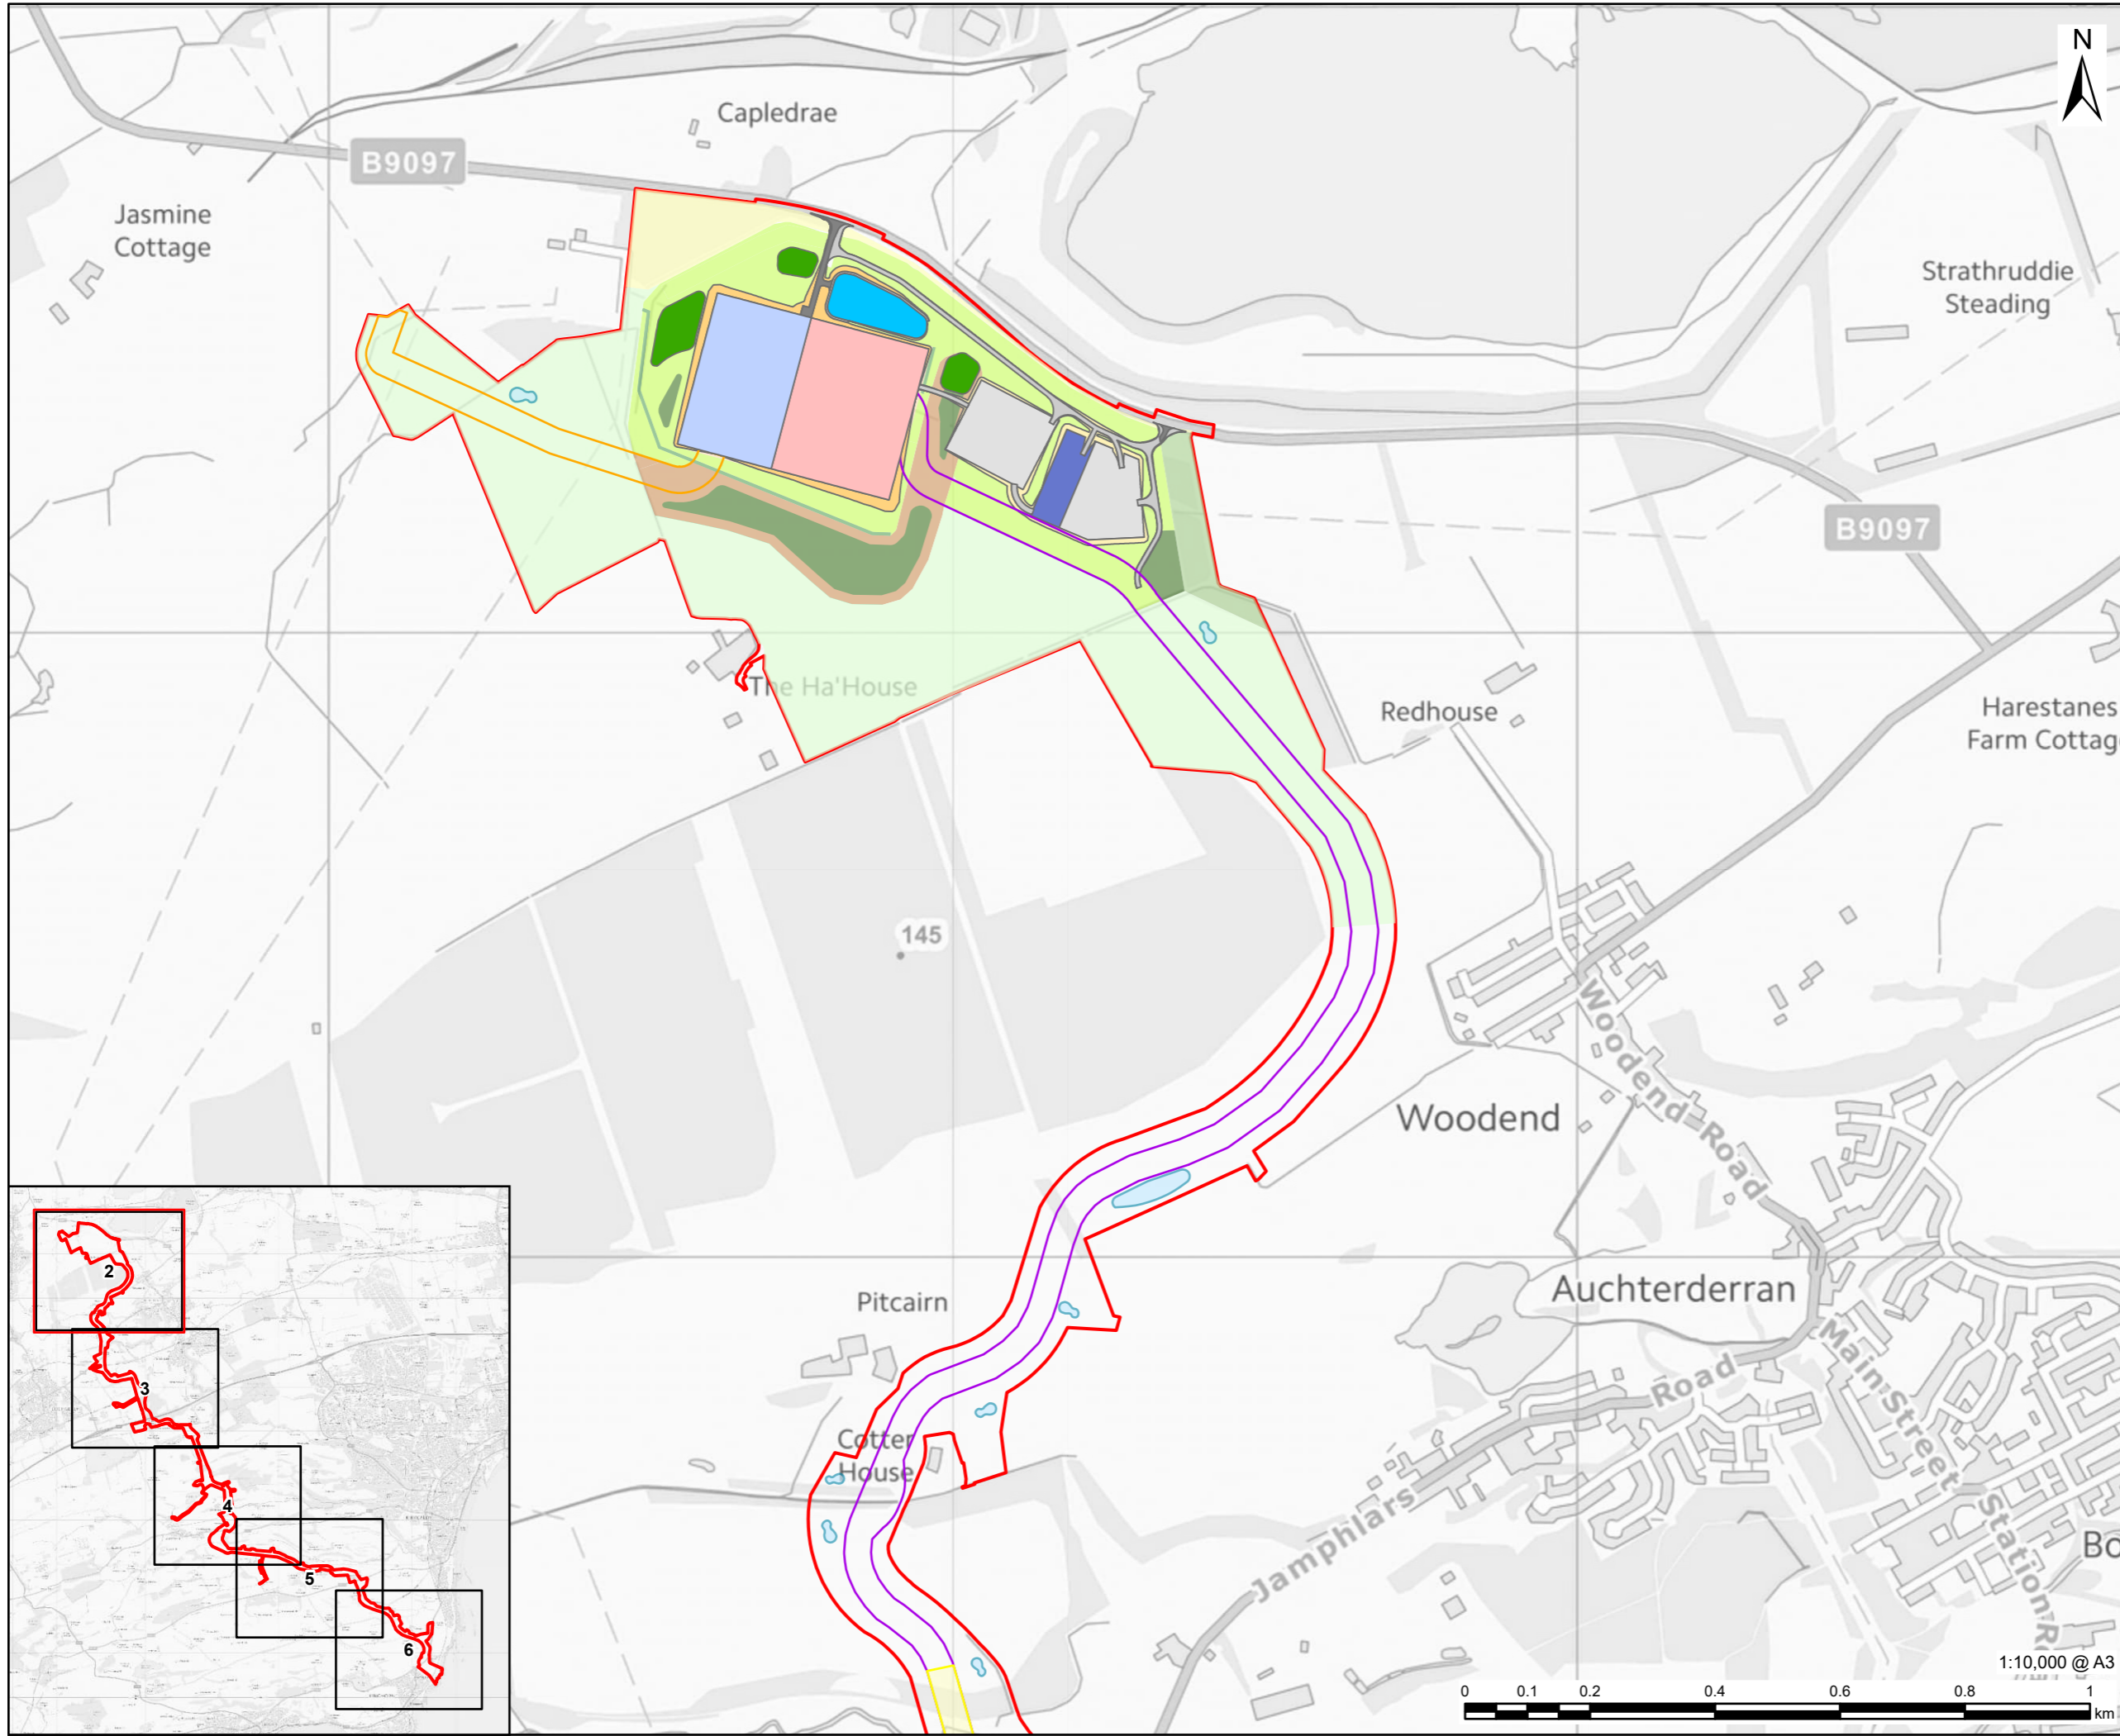 N
Capledrae
B9097
Jasmine
Cottage
Strathruddie
Steading
B9097
The Ha'House
Redhouse
Harestanes
Farm Cottag
145
Woodend Road
Woodend
2
Auchterderran
Pitcairn
Main Street
Road
3
Cotter
House
4
Station R
Jamphlars
Bo
5
6
1:10,000 @ A3
0 0.1 0.2 0.4 0.6 0.8 1
km